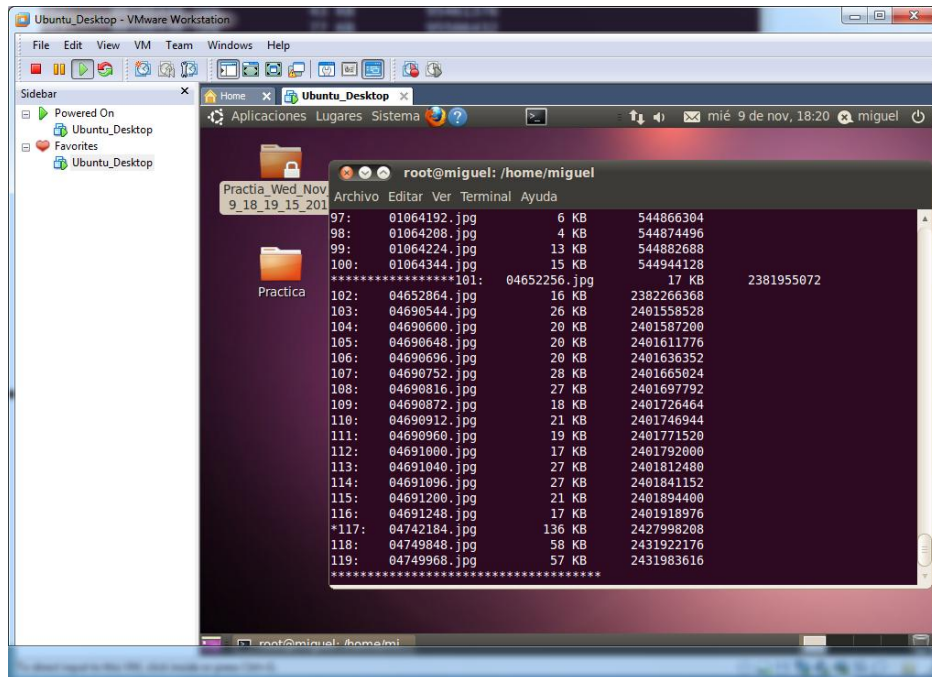 Ubuntu_Desktop - VMware Workstation
File Edit View VM Team Windows Help
Sidebar ×
Powered On
Ubuntu_Desktop
Favorites
Ubuntu_Desktop
Home × Ubuntu_Desktop ×
Aplicaciones Lugares Sistema mié 9 de nov, 18:20 miguel
Practia_Wed_Nov_
9_18_19_15_201
Practica
root@miguel: /home/miguel
Archivo Editar Ver Terminal Ayuda
97: 01064192.jpg 6 KB 544866304
98: 01064208.jpg 4 KB 544874496
99: 01064224.jpg 13 KB 544882688
100: 01064344.jpg 15 KB 544944128
*****************101: 04652256.jpg 17 KB 2381955072
102: 04652864.jpg 16 KB 2382266368
103: 04690544.jpg 26 KB 2401558528
104: 04690600.jpg 20 KB 2401587200
105: 04690648.jpg 20 KB 2401611776
106: 04690696.jpg 20 KB 2401636352
107: 04690752.jpg 28 KB 2401665024
108: 04690816.jpg 27 KB 2401697792
109: 04690872.jpg 18 KB 2401726464
110: 04690912.jpg 21 KB 2401746944
111: 04690960.jpg 19 KB 2401771520
112: 04691000.jpg 17 KB 2401792000
113: 04691040.jpg 27 KB 2401812480
114: 04691096.jpg 27 KB 2401841152
115: 04691200.jpg 21 KB 2401894400
116: 04691248.jpg 17 KB 2401918976
*117: 04742184.jpg 136 KB 2427998208
118: 04749848.jpg 58 KB 2431922176
119: 04749968.jpg 57 KB 2431983616
*************************************
root@miguel: /home/mi